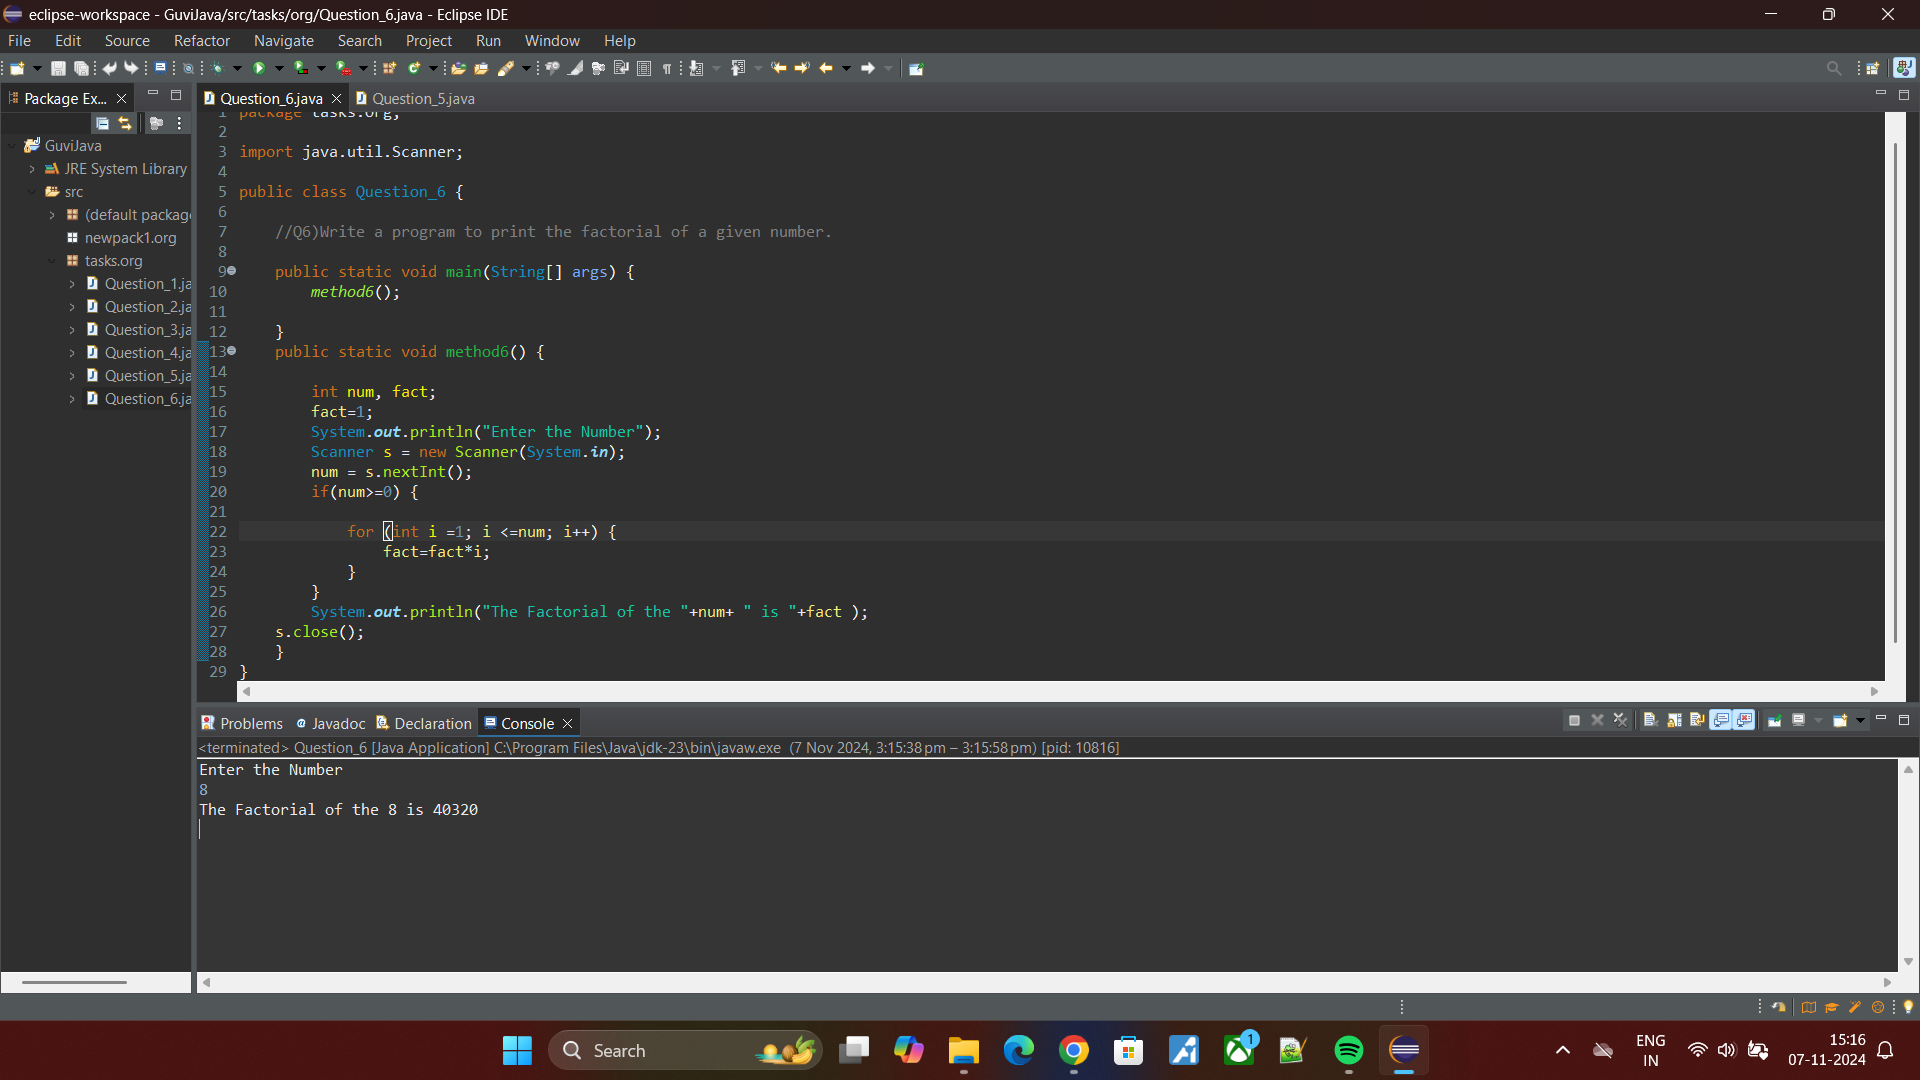 eclipse-workspace - GuviJava/src/tasks/org/Question_6.java - Eclipse IDE
File Edit Source Refactor Navigate Search Project Run Window Help
Package Ex...
Question_6.java
Question_5.java
GuviJava
JRE System Library
src
(default packag
newpack1.org
tasks.org
Question_1.ja
Question_2.ja
Question_3.ja
Question_4.ja
Question_5.ja
Question_6.ja
1 package tasks.org;
2
3 import java.util.Scanner;
4
5 public class Question_6 {
6
7 //Q6)Write a program to print the factorial of a given number.
8
9 public static void main(String[] args) {
10 method6();
11
12 }
13 public static void method6() {
14
15 int num, fact;
16 fact=1;
17 System.out.println("Enter the Number");
18 Scanner s = new Scanner(System.in);
19 num = s.nextInt();
20 if(num>=0) {
21
22 for (int i =1; i <=num; i++) {
23 fact=fact*i;
24 }
25 }
26 System.out.println("The Factorial of the "+num+ " is "+fact );
27 s.close();
28 }
29 }
Problems Javadoc Declaration Console
<terminated> Question_6 [Java Application] C:\Program Files\Java\jdk-23\bin\javaw.exe (7 Nov 2024, 3:15:38 pm – 3:15:58 pm) [pid: 10816]
Enter the Number
8
The Factorial of the 8 is 40320
Search
1
ENG
IN
15:16
07-11-2024